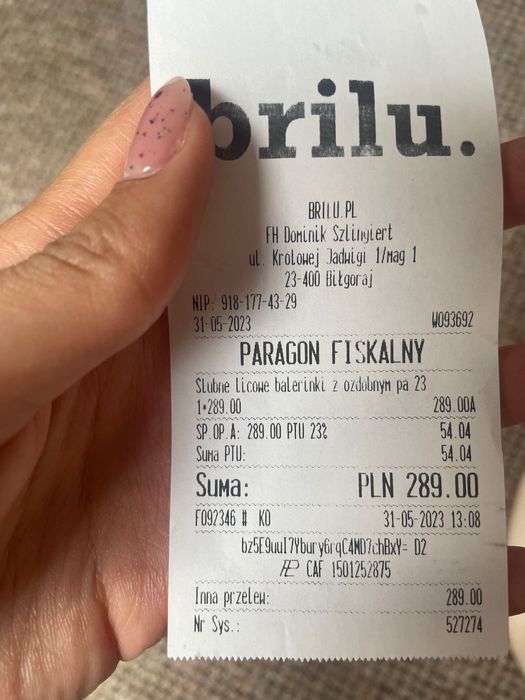 brilu.
BRILU.PL
FH Dominik Szlingiert
ul. Królowej Jadwigi 1/mag 1
23-400 Biłgoraj
NIP: 918-177-43-29
31-05-2023 W093692
PARAGON FISKALNY
Slubne licowe balerinki z ozdobnym pa 23
1*289.00 289.00A
SP.OP.A: 289.00 PTU 23% 54.04
Suma PTU: 54.04
Suma: PLN 289.00
F092346 # KO 31-05-2023 13:08
bz5E9uuI7Ybury6rqC4MD7chBxY= D2
CAF 1501252875
Inna przelew: 289.00
Nr Sys.: 527274